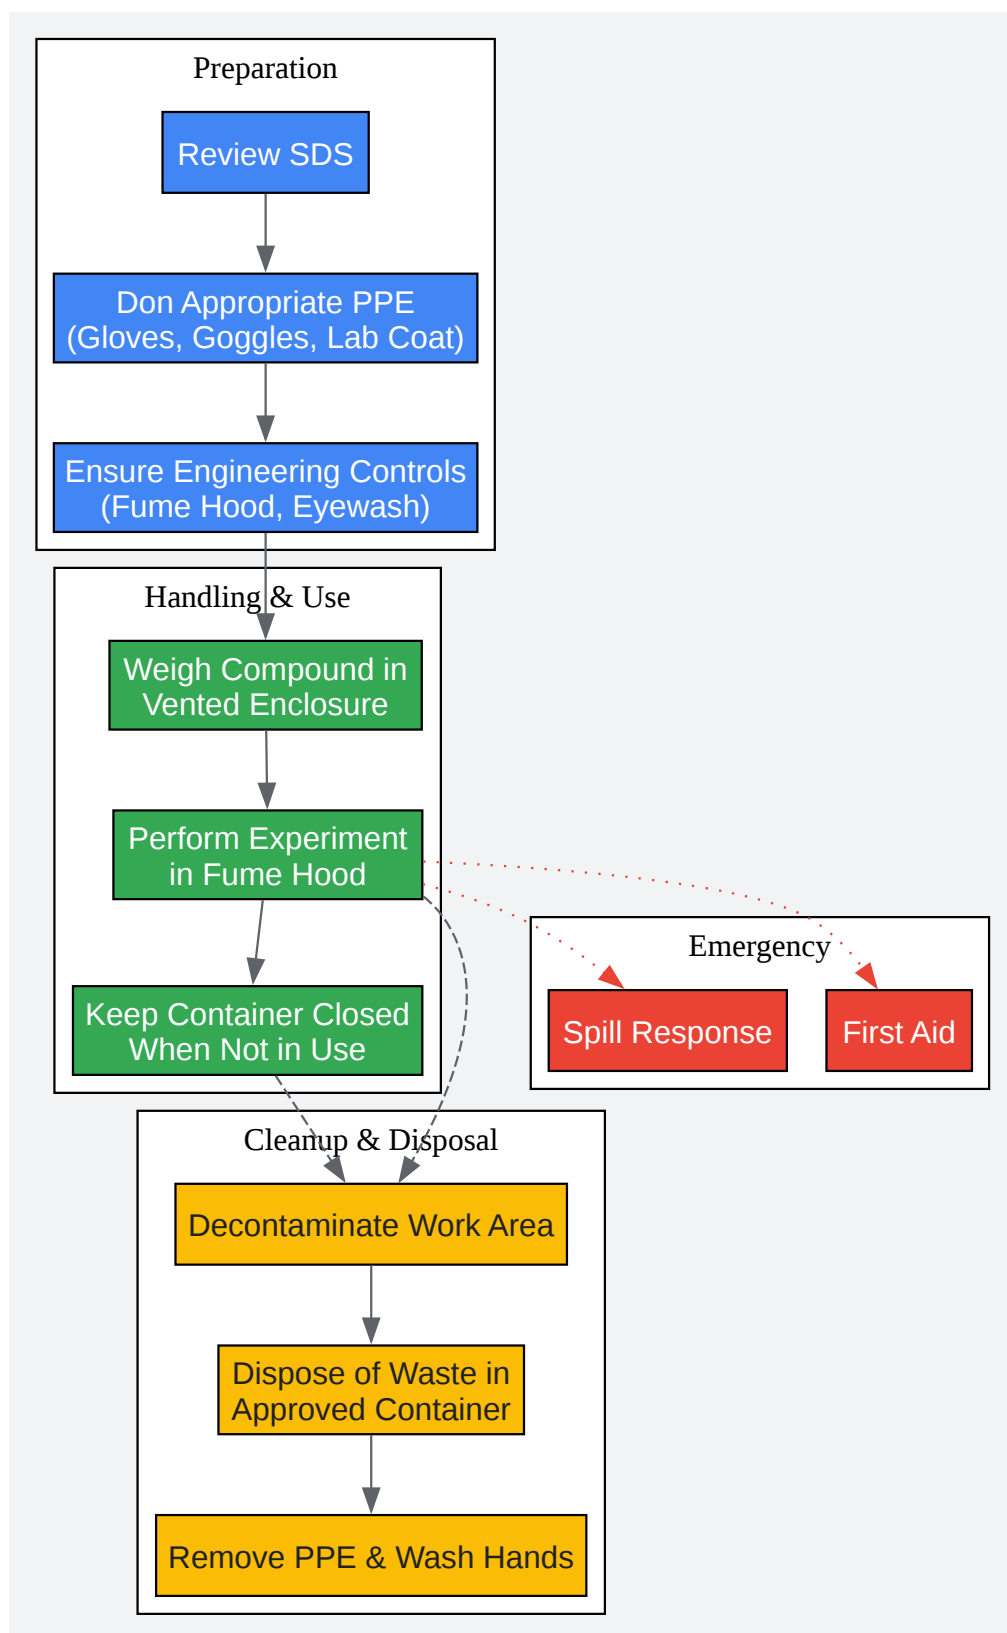 Preparation
Review SDS
Don Appropriate PPE
(Gloves, Goggles, Lab Coat)
Ensure Engineering Controls
(Fume Hood, Eyewash)
Handling & Use
Weigh Compound in
Vented Enclosure
Perform Experiment
in Fume Hood
Keep Container Closed
When Not in Use
Emergency
Spill Response
First Aid
Cleanup & Disposal
Decontaminate Work Area
Dispose of Waste in
Approved Container
Remove PPE & Wash Hands